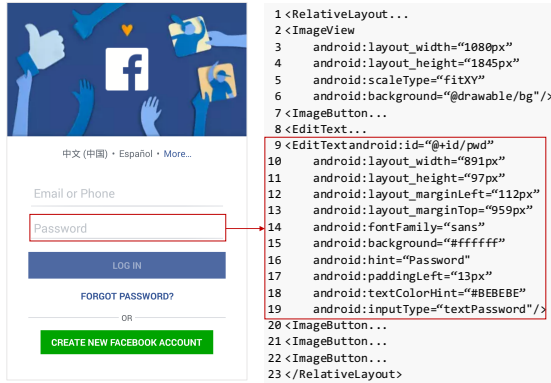 f
中文 (中国) • Español • More...
Email or Phone
Password
LOG IN
FORGOT PASSWORD?
OR
CREATE NEW FACEBOOK ACCOUNT
1 <RelativeLayout...
2 <ImageView
3 android:layout_width=“1080px”
4 android:layout_height=“1845px”
5 android:scaleType=“fitXY”
6 android:background=“@drawable/bg"/>
7 <ImageButton...
8 <EditText...
9 <EditTextandroid:id=“@+id/pwd”
10 android:layout_width=“891px”
11 android:layout_height=“97px”
12 android:layout_marginLeft=“112px”
13 android:layout_marginTop=“959px”
14 android:fontFamily=“sans”
15 android:background=“#ffffff”
16 android:hint=“Password"
17 android:paddingLeft=“13px”
18 android:textColorHint=“#BEBEBE”
19 android:inputType=“textPassword"/>
20 <ImageButton...
21 <ImageButton...
22 <ImageButton...
23 </RelativeLayout>